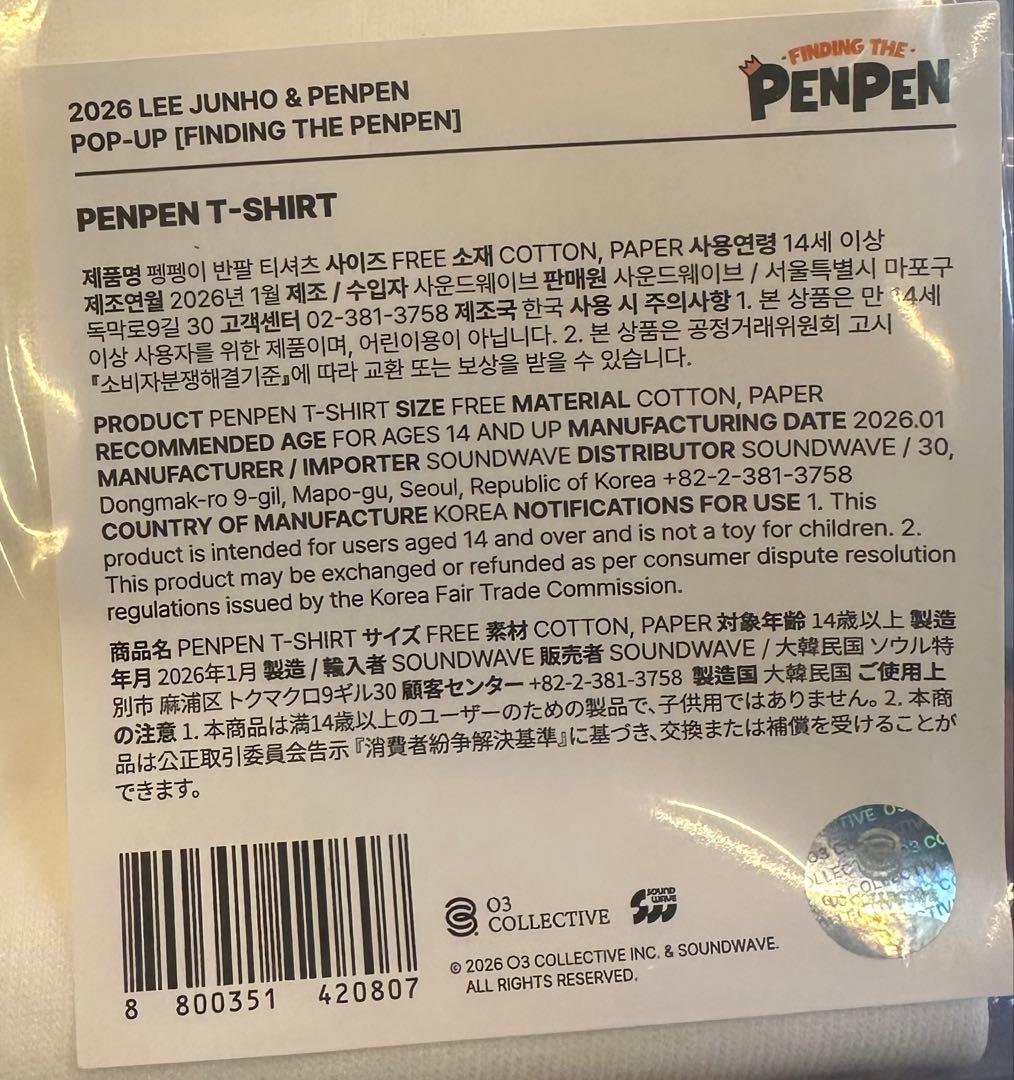 2026 LEE JUNHO & PENPEN
POP-UP [FINDING THE PENPEN]
·FINDING THE·
PENPEN
PENPEN T-SHIRT
제품명 펭펭이 반팔 티셔츠 사이즈 FREE 소재 COTTON, PAPER 사용연령 14세 이상
제조연월 2026년 1월 제조 / 수입자 사운드웨이브 판매원 사운드웨이브 / 서울특별시 마포구
독막로9길 30 고객센터 02-381-3758 제조국 한국 사용 시 주의사항 1. 본 상품은 만 14세
이상 사용자를 위한 제품이며, 어린이용이 아닙니다. 2. 본 상품은 공정거래위원회 고시
『소비자분쟁해결기준』에 따라 교환 또는 보상을 받을 수 있습니다.
PRODUCT PENPEN T-SHIRT SIZE FREE MATERIAL COTTON, PAPER
RECOMMENDED AGE FOR AGES 14 AND UP MANUFACTURING DATE 2026.01
MANUFACTURER / IMPORTER SOUNDWAVE DISTRIBUTOR SOUNDWAVE / 30,
Dongmak-ro 9-gil, Mapo-gu, Seoul, Republic of Korea +82-2-381-3758
COUNTRY OF MANUFACTURE KOREA NOTIFICATIONS FOR USE 1. This
product is intended for users aged 14 and over and is not a toy for children. 2.
This product may be exchanged or refunded as per consumer dispute resolution
regulations issued by the Korea Fair Trade Commission.
商品名 PENPEN T-SHIRT サイズ FREE 素材 COTTON, PAPER 対象年齢 14歳以上 製造
年月 2026年1月 製造 / 輸入者 SOUNDWAVE 販売者 SOUNDWAVE / 大韓民国 ソウル特
別市 麻浦区 トクマクロ9ギル30 顧客センター +82-2-381-3758 製造国 大韓民国 ご使用上
の注意 1. 本商品は満14歳以上のユーザーのための製品で、子供用ではありません。2. 本商
品は公正取引委員会告示『消費者紛争解決基準』に基づき、交換または補償を受けることが
できます。
8 800351 420807
O3
COLLECTIVE
SOUND
WAVE
© 2026 O3 COLLECTIVE INC. & SOUNDWAVE.
ALL RIGHTS RESERVED.